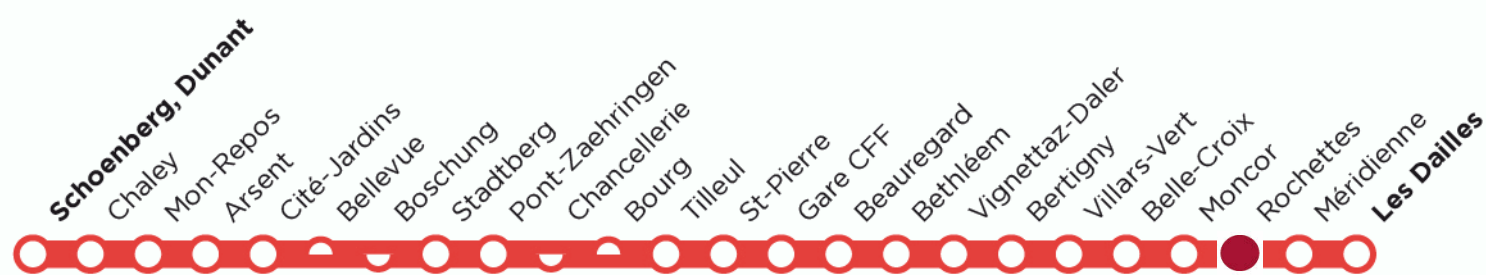 Schoenberg, Dunant
Chaley
Mon-Repos
Arsent
Cité-Jardins
Bellevue
Boschung
Stadtberg
Pont-Zaehringen
Chancellerie
Bourg
Tilleul
St-Pierre
Gare CFF
Beauregard
Bethléem
Vignettaz-Daler
Bertigny
Villars-Vert
Belle-Croix
Moncor
Rochettes
Méridienne
Les Dailles